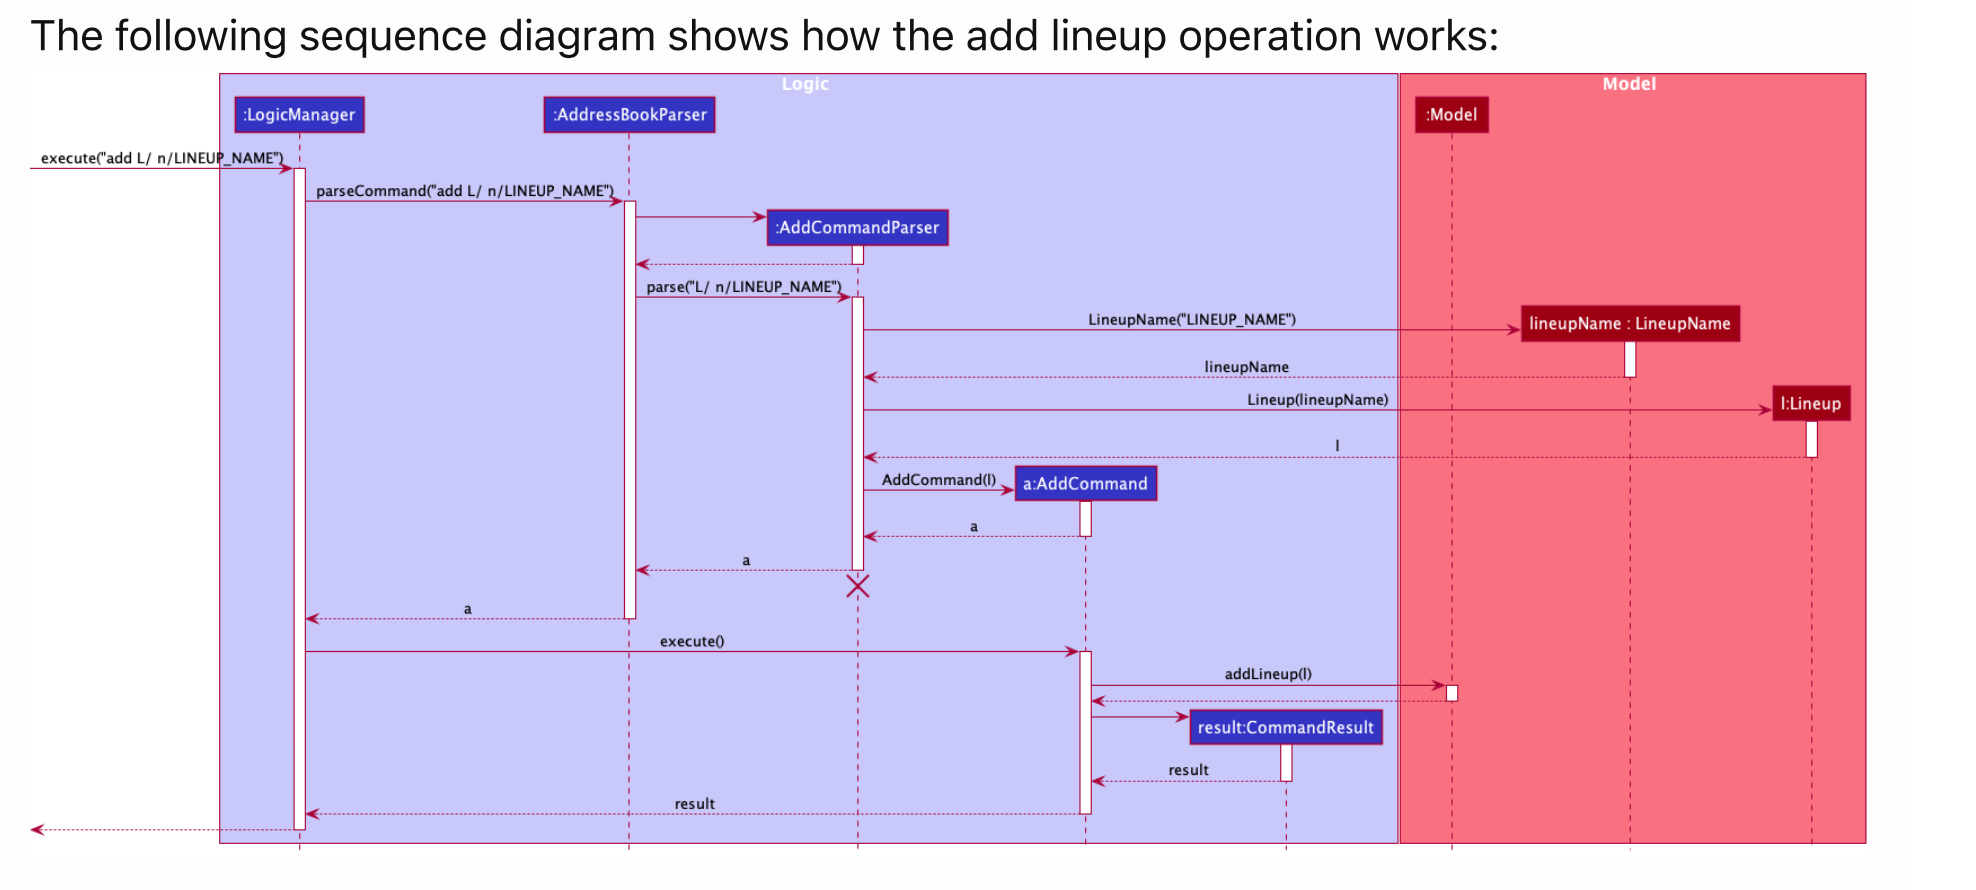 The following sequence diagram shows how the add lineup operation works:
Logic
Model
:LogicManager
:AddressBookParser
:Model
execute("add L/ n/LINEUP_NAME")
parseCommand("add L/ n/LINEUP_NAME")
:AddCommandParser
parse("L/ n/LINEUP_NAME")
LineupName("LINEUP_NAME")
lineupName : LineupName
lineupName
Lineup(lineupName)
l:Lineup
l
AddCommand(l)
a:AddCommand
a
a
a
execute()
addLineup(l)
result:CommandResult
result
result